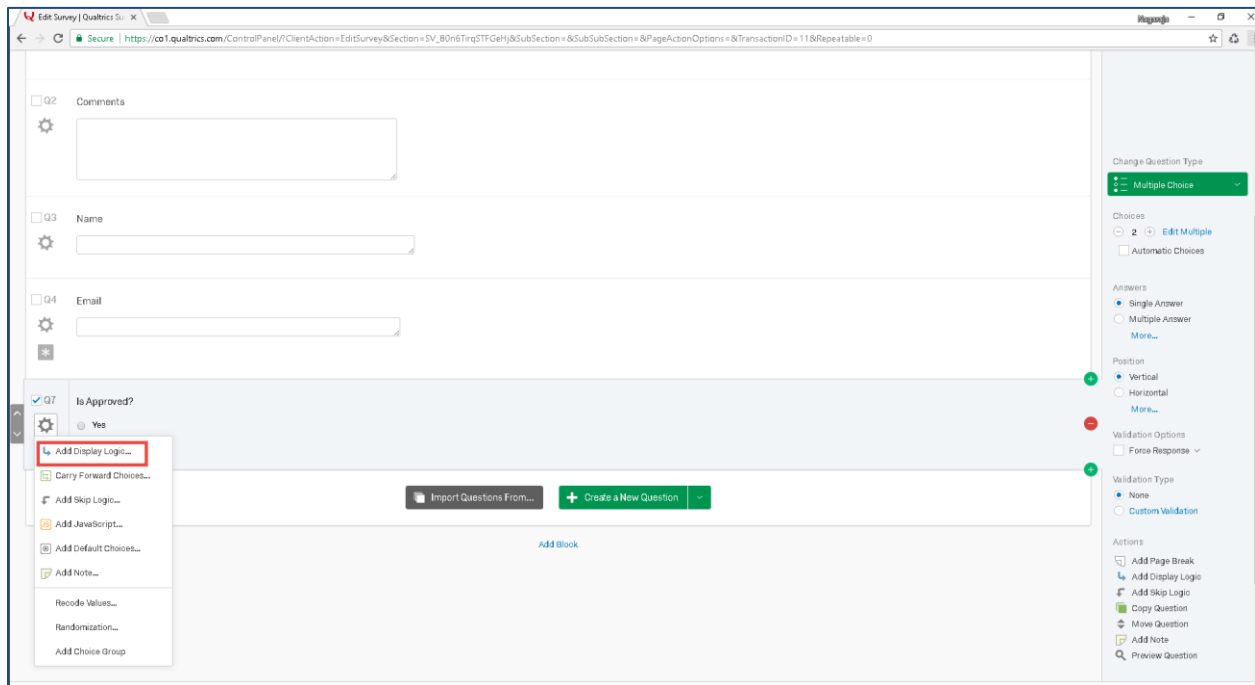 Edit Survey | Qualtrics Su
Secure | https://co1.qualtrics.com/ControlPanel/?ClientAction=EditSurvey&Section=SV_80n6TirqSTFGeHj&SubSection=&SubSubSection=&PageActionOptions=&TransactionID=11&Repeatable=0
Q2 Comments
Q3 Name
Q4 Email
Q7 Is Approved?
Yes
Add Display Logic...
Carry Forward Choices...
Add Skip Logic...
JS Add JavaScript...
Add Default Choices...
Add Note...
Recode Values...
Randomization...
Add Choice Group
Import Questions From...
Create a New Question
Add Block
Change Question Type
Multiple Choice
Choices
2 Edit Multiple
Automatic Choices
Answers
Single Answer
Multiple Answer
More...
Position
Vertical
Horizontal
More...
Validation Options
Force Response
Validation Type
None
Custom Validation
Actions
Add Page Break
Add Display Logic
Add Skip Logic
Copy Question
Move Question
Add Note
Preview Question